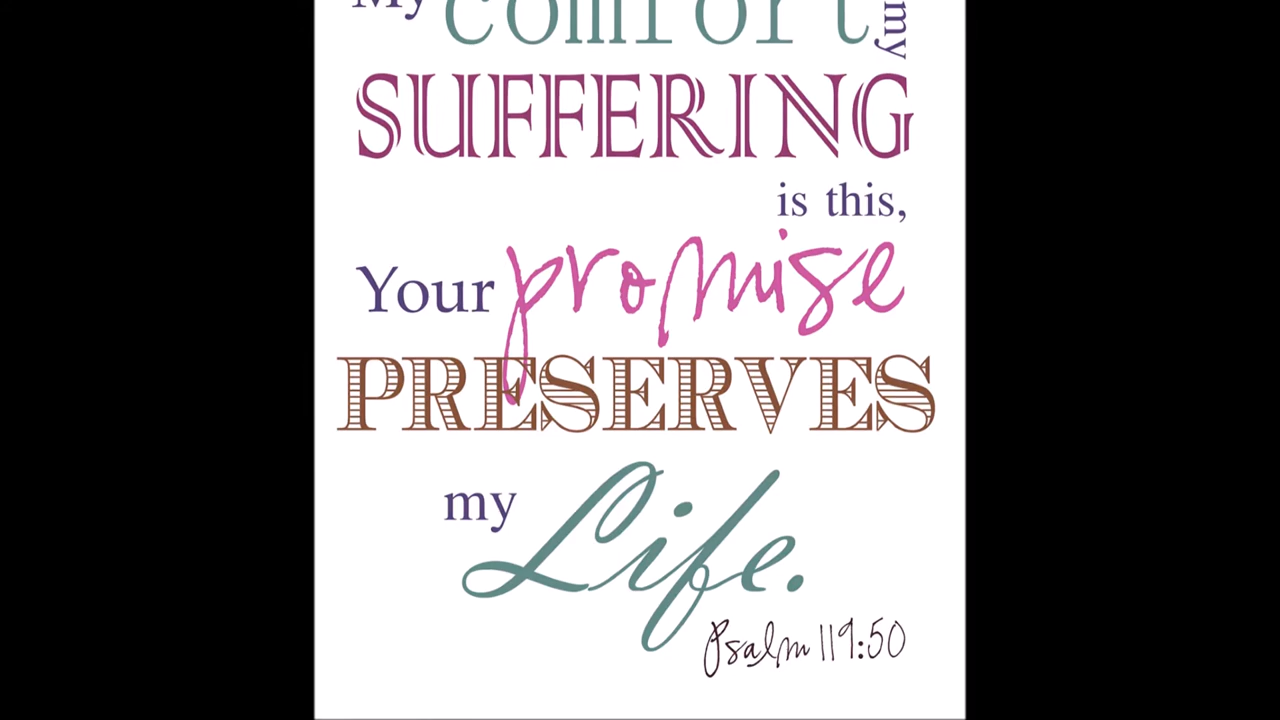 My comfort my
SUFFERING
is this,
Your promise
PRESERVES
my Life.
Psalm 119:50